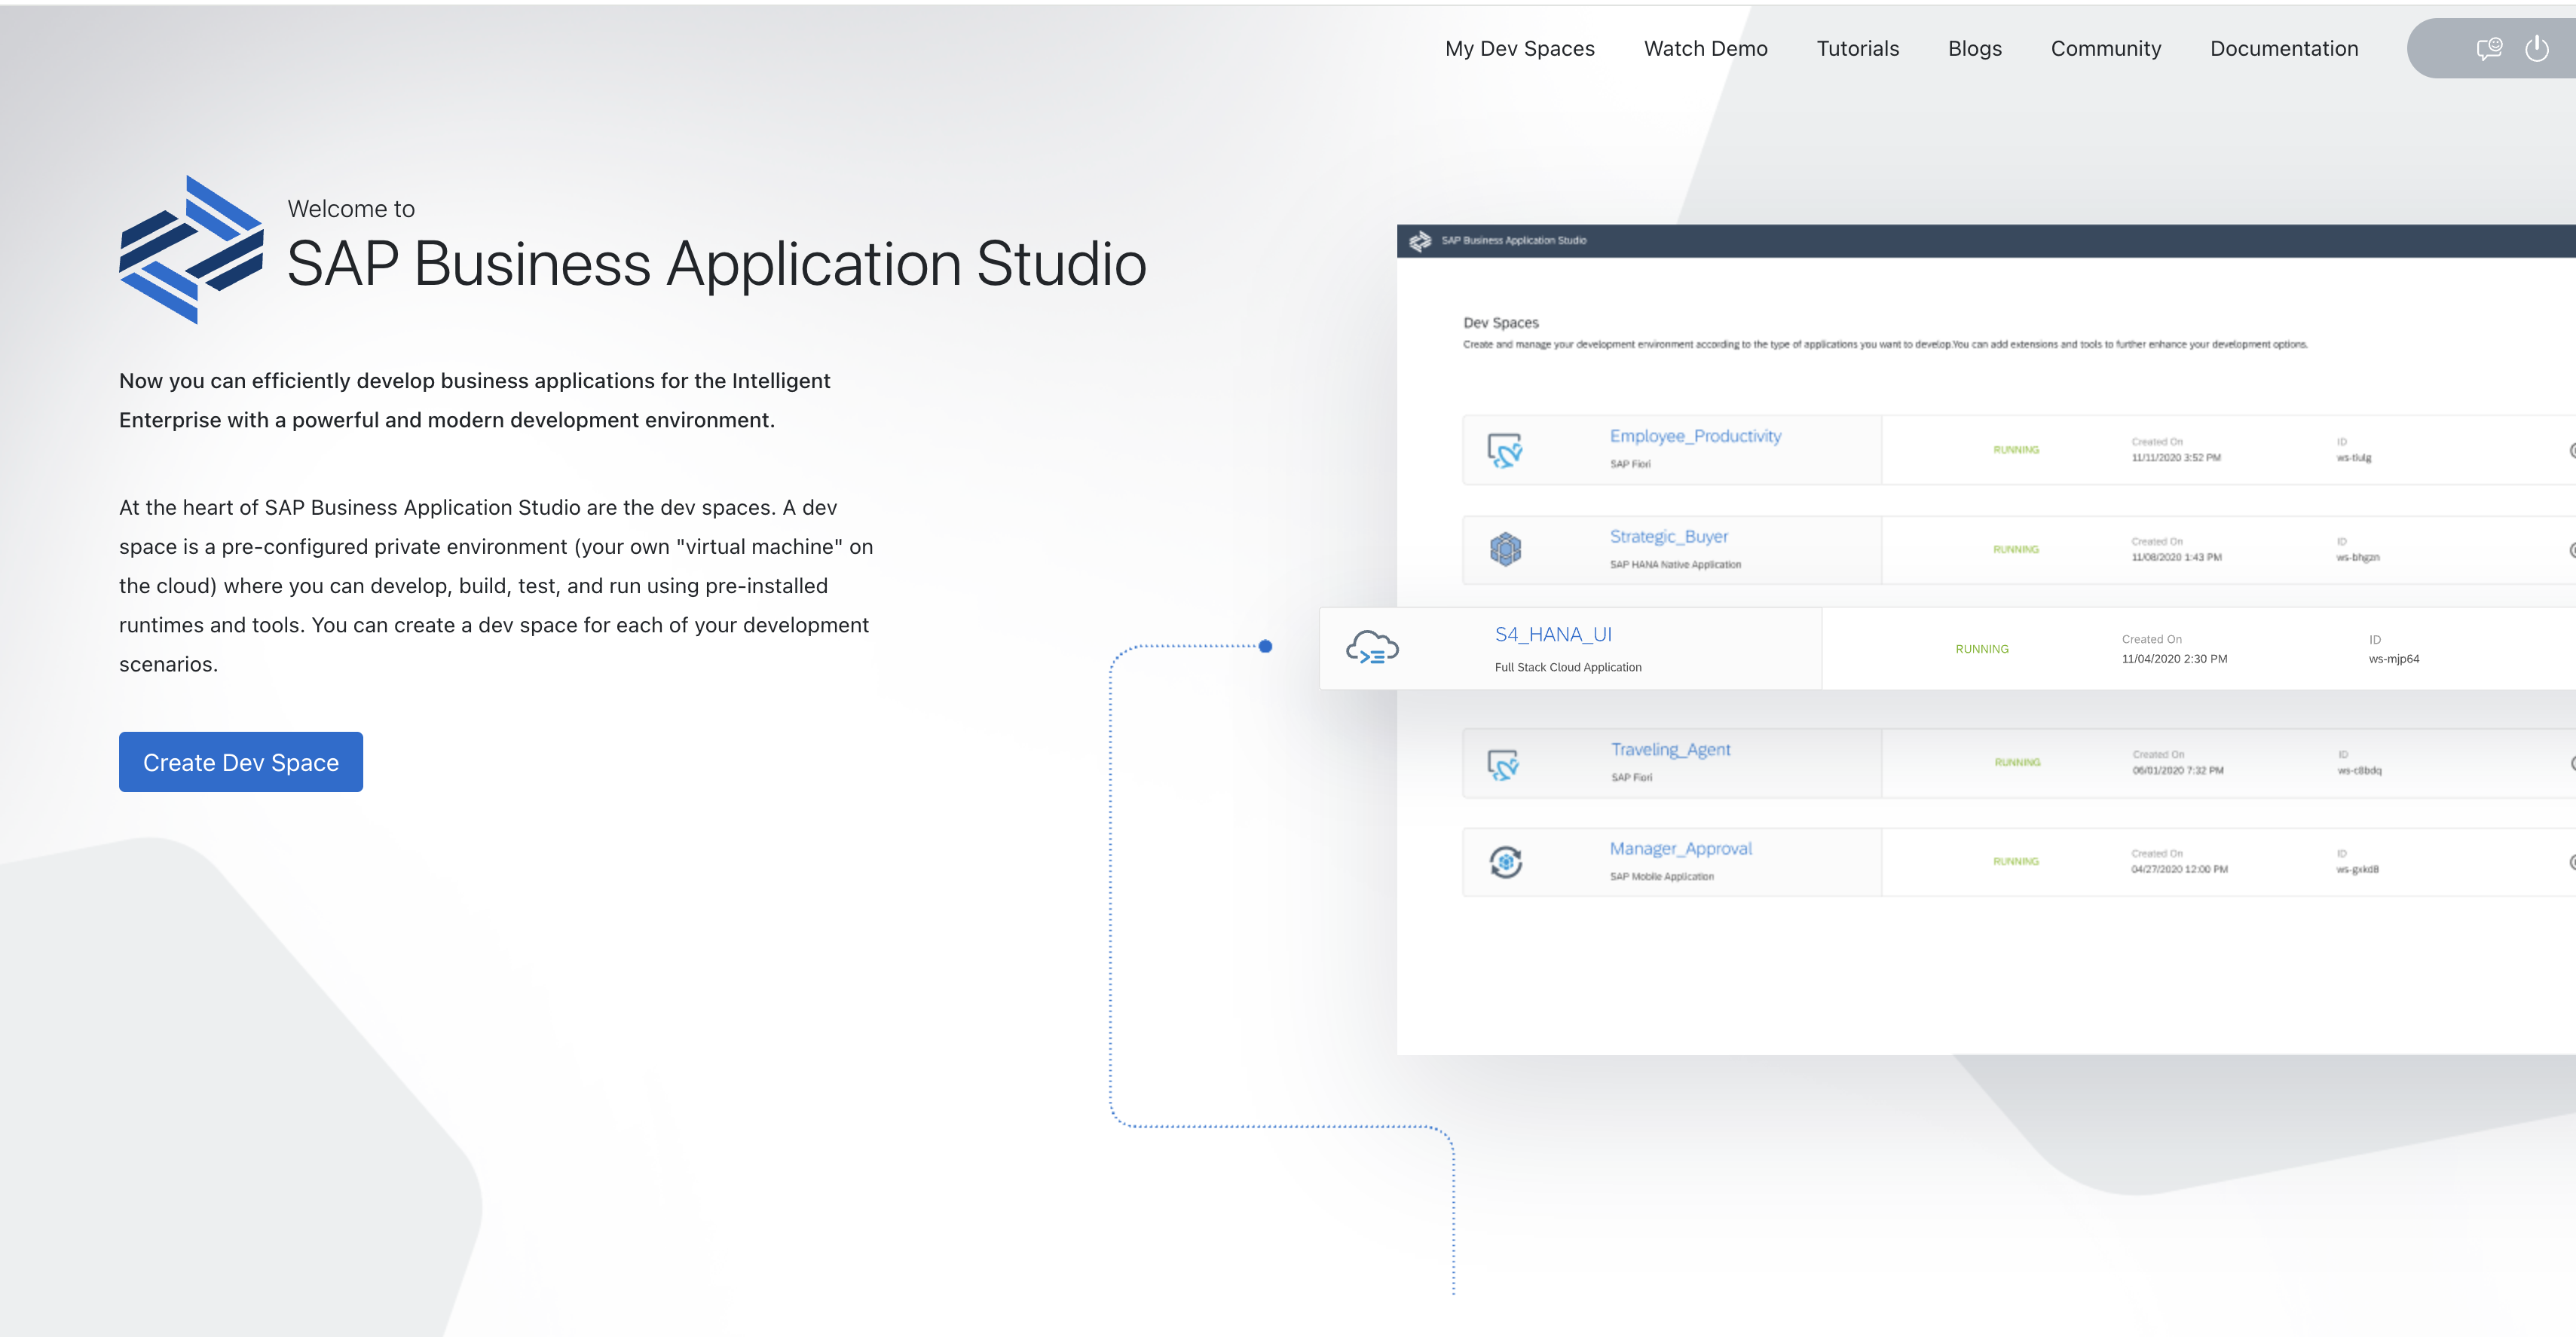 My Dev Spaces Watch Demo Tutorials Blogs Community Documentation
Welcome to
SAP Business Application Studio
Now you can efficiently develop business applications for the Intelligent
Enterprise with a powerful and modern development environment.
At the heart of SAP Business Application Studio are the dev spaces. A dev
space is a pre-configured private environment (your own "virtual machine" on
the cloud) where you can develop, build, test, and run using pre-installed
runtimes and tools. You can create a dev space for each of your development
scenarios.
Create Dev Space
SAP Business Application Studio
Dev Spaces
Create and manage your development environment according to the type of applications you want to develop.You can add extensions and tools to further enhance your development options.
Employee_Productivity
SAP Fiori
RUNNING
Created On
11/11/2020 3:52 PM
ID
Strategic_Buyer
SAP HANA Native Application
RUNNING
Created On
11/08/2020 1:43 PM
ID
ws-bhgzn
S4_HANA_UI
Full Stack Cloud Application
RUNNING
Created On
11/04/2020 2:30 PM
ID
ws-mjp64
Traveling_Agent
SAP Fiori
RUNNING
Created On
06/01/2020 7:32 PM
ID
ws-c8bdq
Manager_Approval
SAP Mobile Application
RUNNING
Created On
04/27/2020 12:00 PM
ID
ws-gxkd8